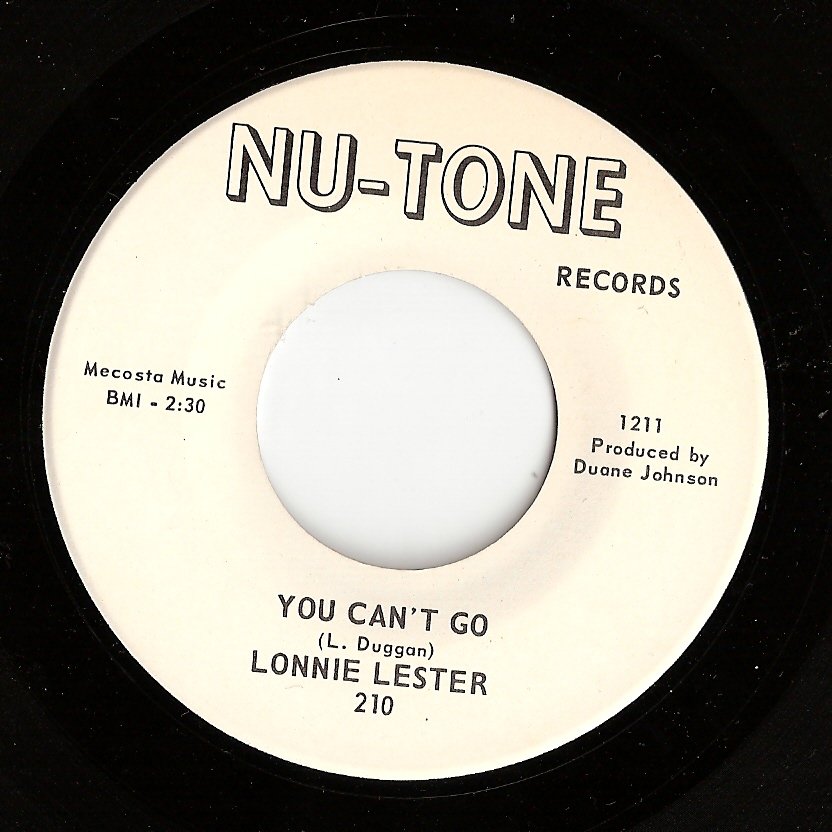 NU-TONE
RECORDS
Mecosta Music
BMI - 2:30
1211
Produced by
Duane Johnson
YOU CAN'T GO
(L. Duggan)
LONNIE LESTER
210